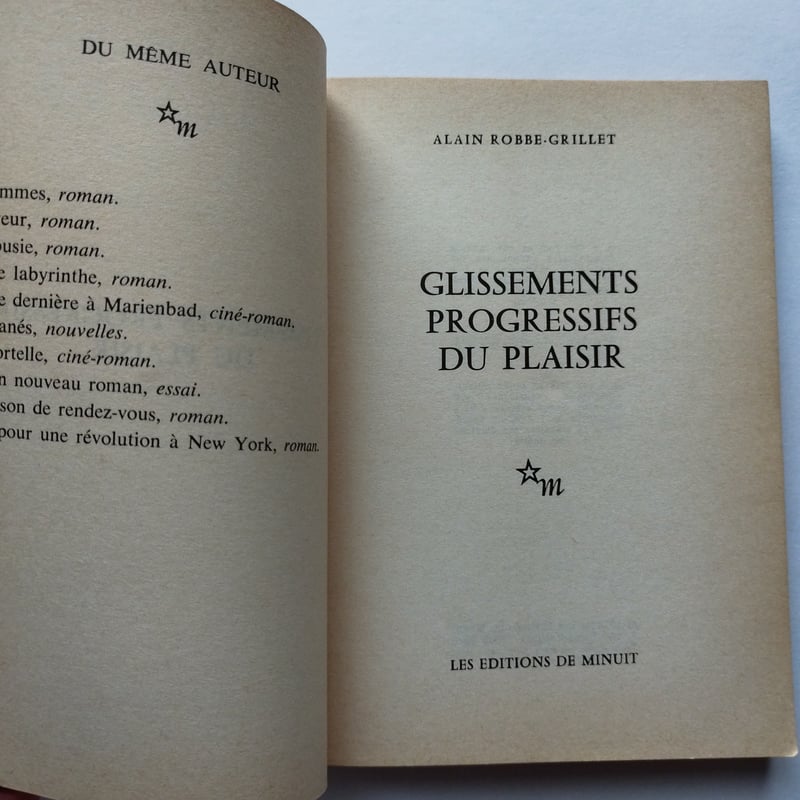 DU MÊME AUTEUR
m
mmes, roman.
eur, roman.
ousie, roman.
e labyrinthe, roman.
e dernière à Marienbad, ciné-roman.
anés, nouvelles.
ortelle, ciné-roman.
n nouveau roman, essai.
son de rendez-vous, roman.
pour une révolution à New York, roman.
ALAIN ROBBE-GRILLET
GLISSEMENTS
PROGRESSIFS
DU PLAISIR
m
LES EDITIONS DE MINUIT